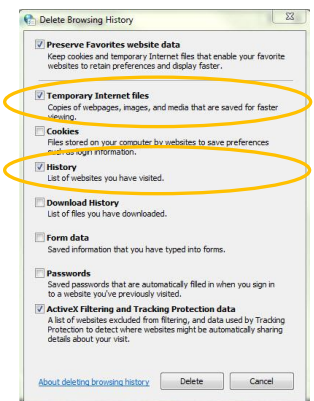 Delete Browsing History
Preserve Favorites website data
Keep cookies and temporary Internet files that enable your favorite
websites to retain preferences and display faster.
Temporary Internet files
Copies of webpages, images, and media that are saved for faster
viewing.
Cookies
Files stored on your computer by websites to save preferences
such as login information.
History
List of websites you have visited.
Download History
List of files you have downloaded.
Form data
Saved information that you have typed into forms.
Passwords
Saved passwords that are automatically filled in when you sign in
to a website you've previously visited.
ActiveX Filtering and Tracking Protection data
A list of websites excluded from filtering, and data used by Tracking
Protection to detect where websites might be automatically sharing
details about your visit.
About deleting browsing history
Delete
Cancel